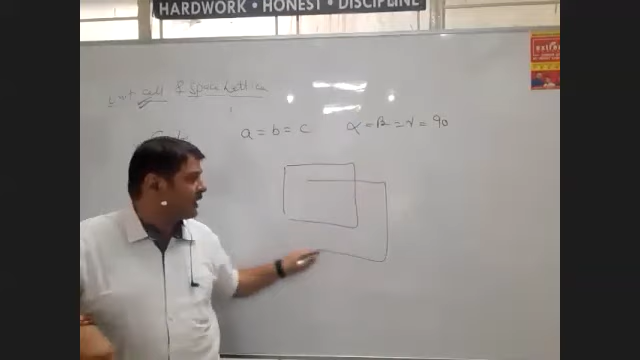 HARDWORK • HONEST • DISCIPLINE
Unit cell & Space Lattice
a = b = c α = β = γ = 90